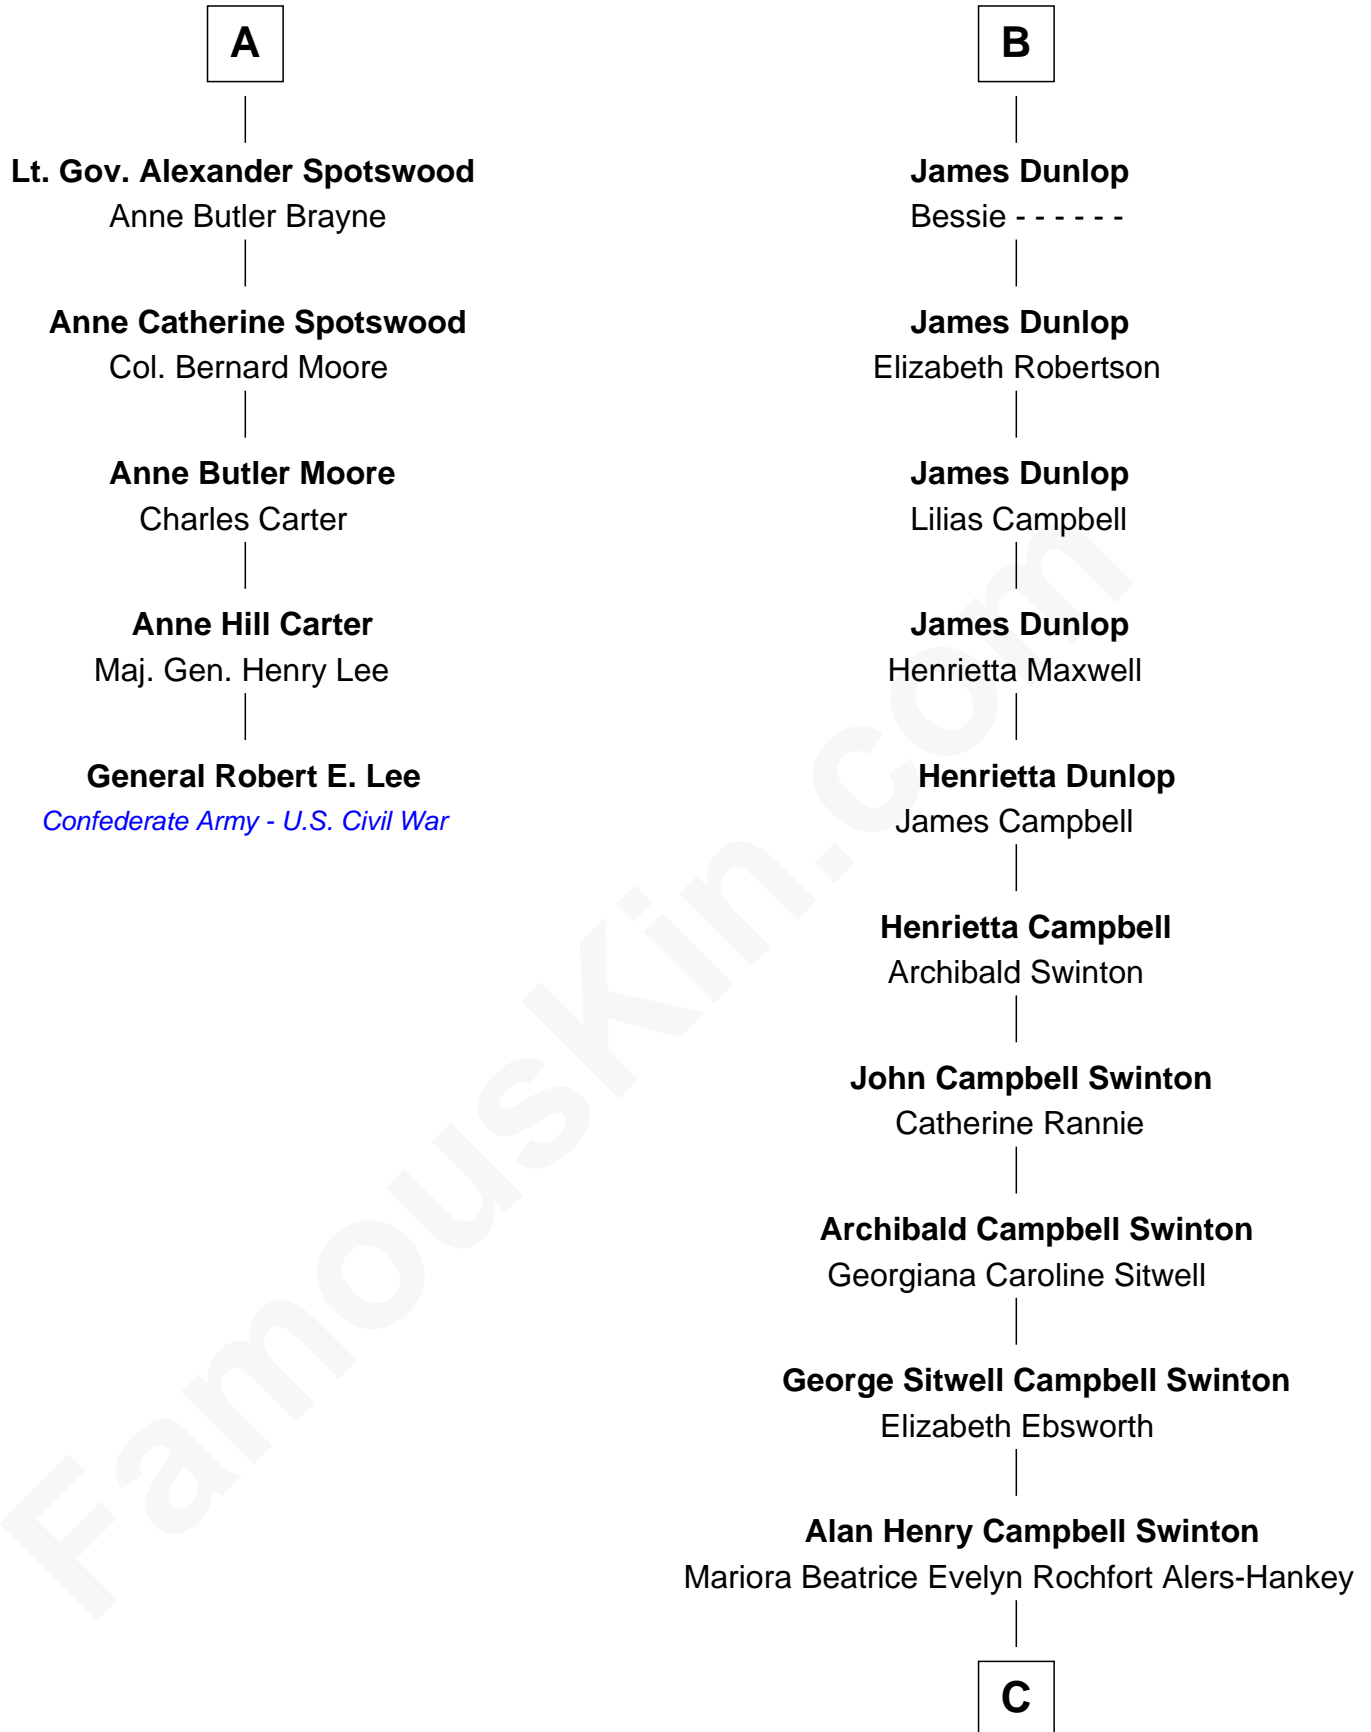 A
Lt. Gov. Alexander Spotswood
Anne Butler Brayne
Anne Catherine Spotswood
Col. Bernard Moore
Anne Butler Moore
Charles Carter
Anne Hill Carter
Maj. Gen. Henry Lee
General Robert E. Lee
Confederate Army - U.S. Civil War
B
James Dunlop
Bessie - - - - - -
James Dunlop
Elizabeth Robertson
James Dunlop
Lilias Campbell
James Dunlop
Henrietta Maxwell
Henrietta Dunlop
James Campbell
Henrietta Campbell
Archibald Swinton
John Campbell Swinton
Catherine Rannie
Archibald Campbell Swinton
Georgiana Caroline Sitwell
George Sitwell Campbell Swinton
Elizabeth Ebsworth
Alan Henry Campbell Swinton
Mariora Beatrice Evelyn Rochfort Alers-Hankey
C
FamousKin.com